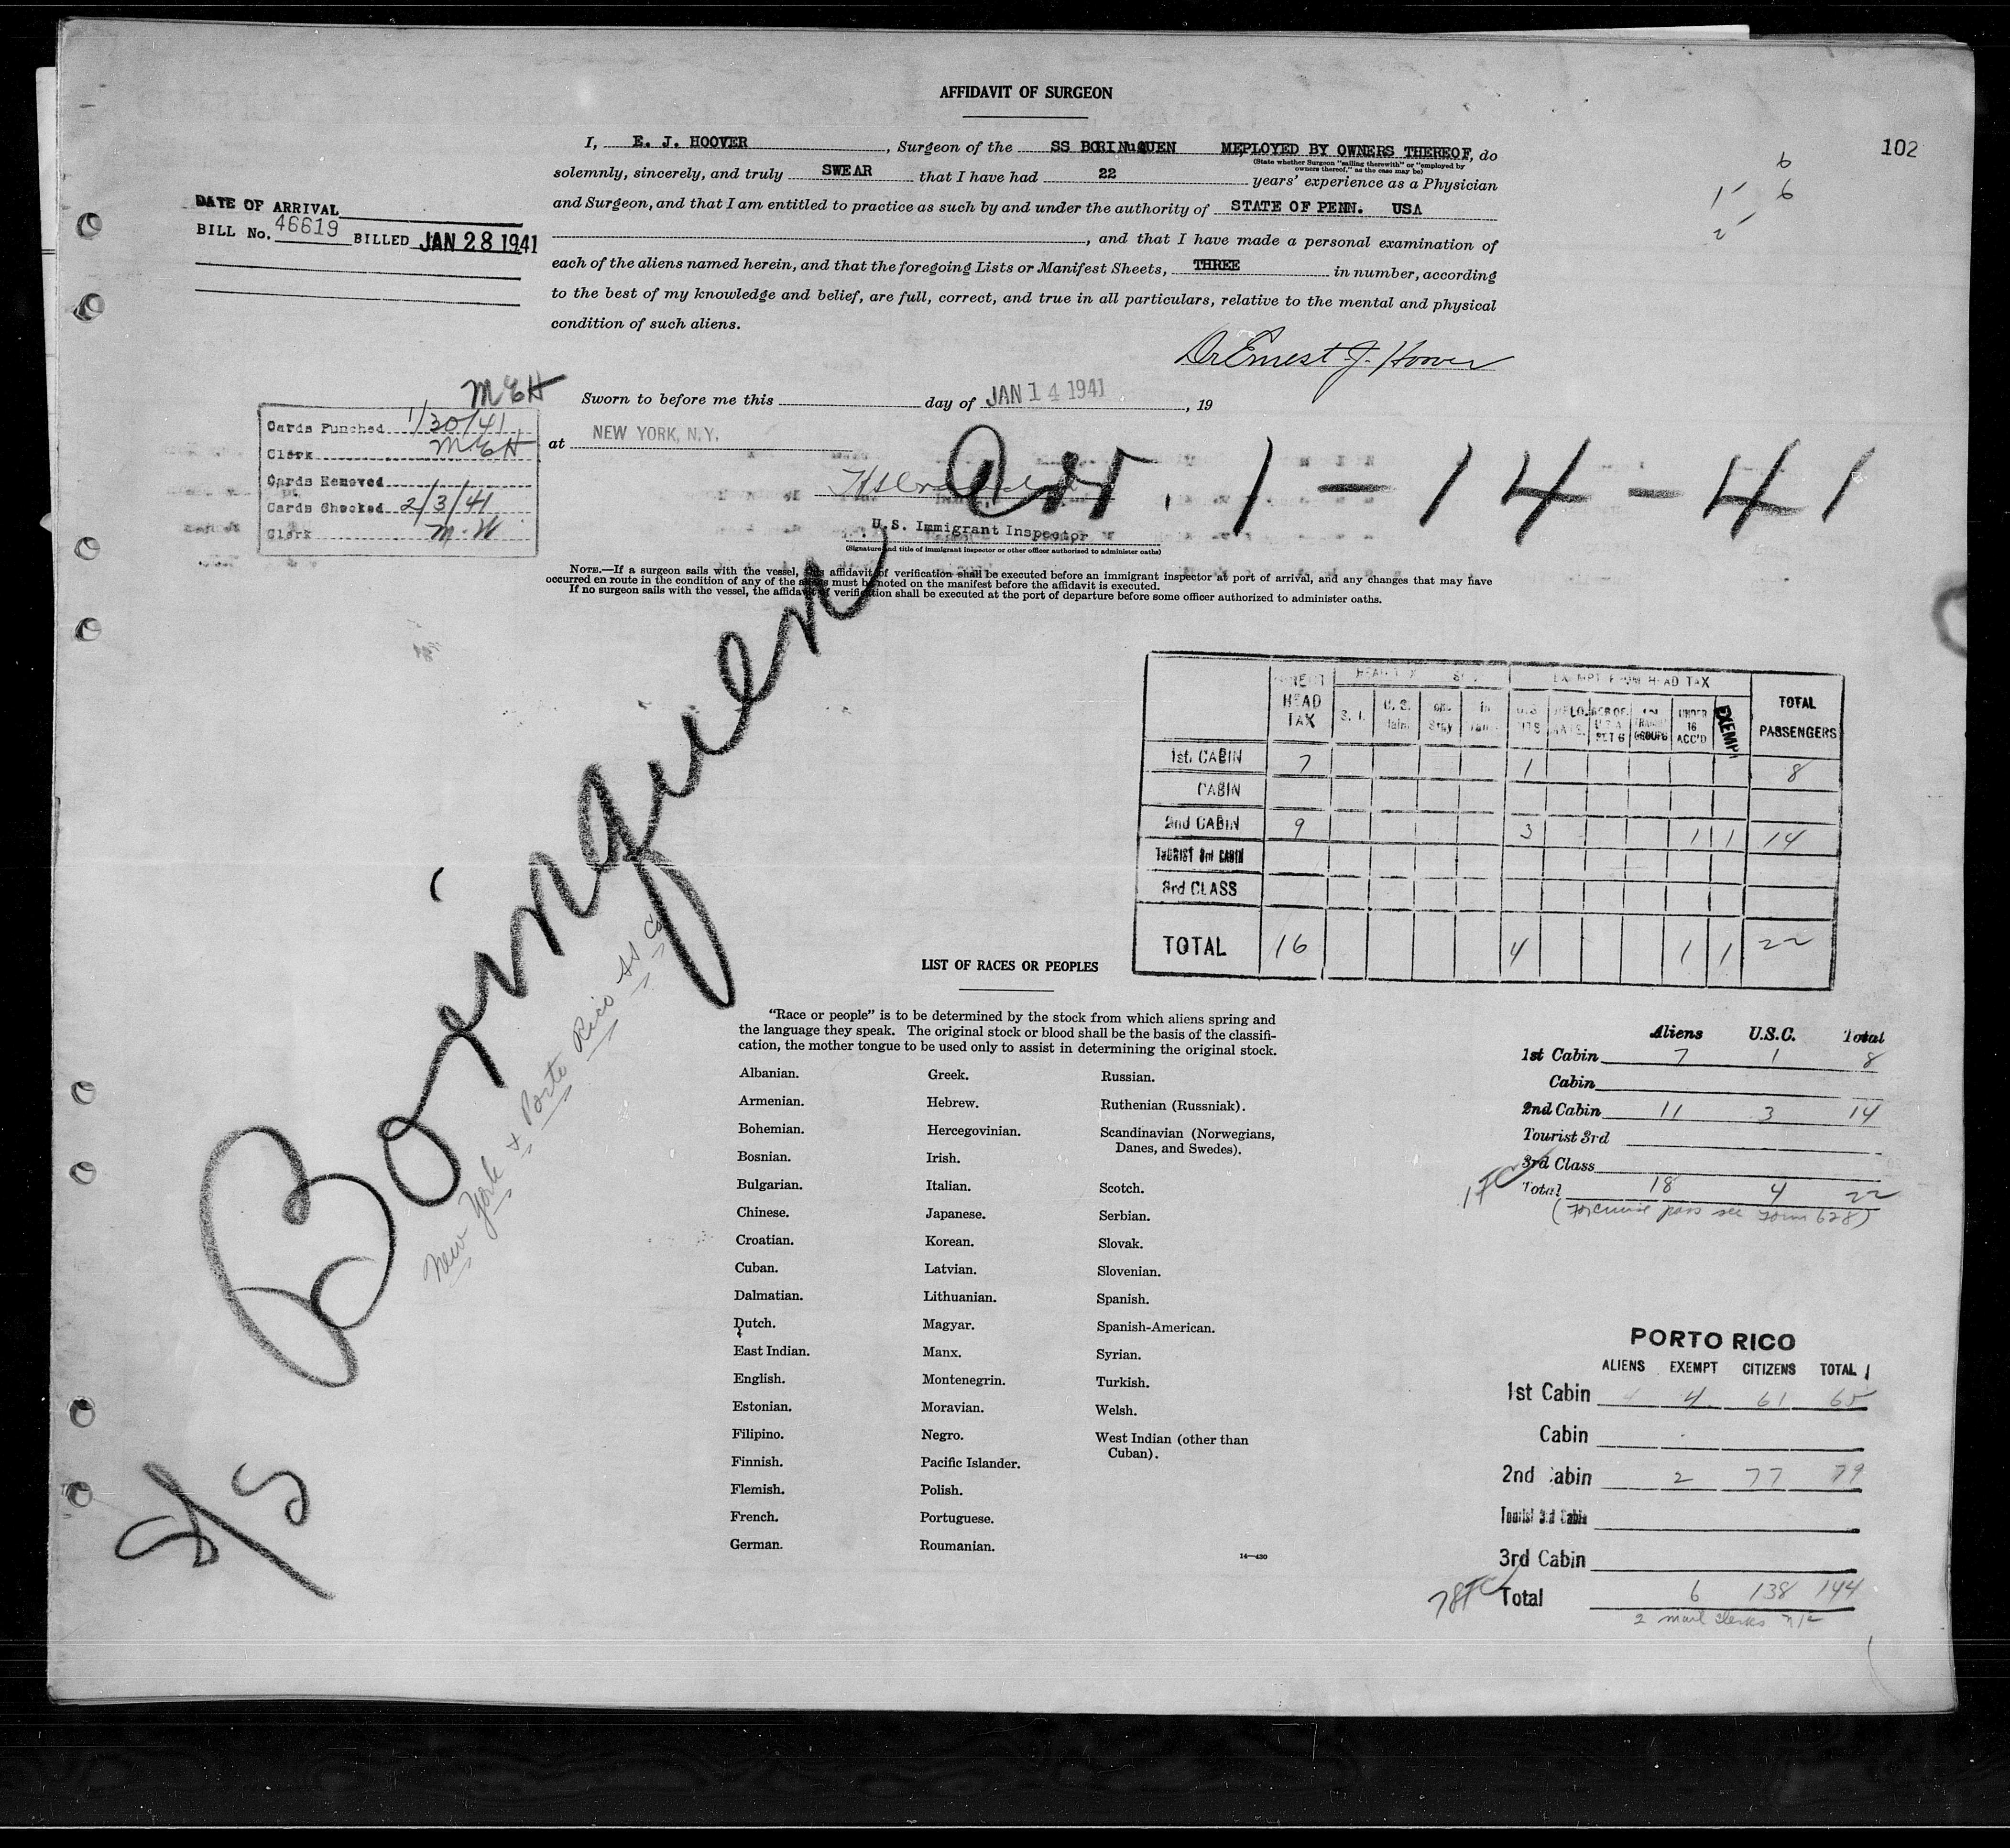 AFFIDAVIT OF SURGEON
102
I, E. J. HOOVER, Surgeon of the SS BORINuQUEN MEPLOYED BY OWNERS THEREOF, do
(State whether Surgeon "sailing therewith" or "employed by
owners thereof," as the case may be)
solemnly, sincerely, and truly SWEAR that I have had 22 years' experience as a Physician
and Surgeon, and that I am entitled to practice as such by and under the authority of STATE OF PENN. USA
, and that I have made a personal examination of
each of the aliens named herein, and that the foregoing Lists or Manifest Sheets, THREE in number, according
to the best of my knowledge and belief, are full, correct, and true in all particulars, relative to the mental and physical
condition of such aliens.
6
1 6
2
DATE OF ARRIVAL
BILL No. 46619 BILLED JAN 28 1941
Dr Ernest J. Hoover
Sworn to before me this day of JAN 14 1941, 19
at NEW YORK, N.Y.
MEH
Cards Punched 1/30/41
Clerk MEH
Cards Removed
Cards Checked 2/3/41
Clerk M.W
Arr. 1-14-41
U.S. Immigrant Inspector
(Signature and title of immigrant inspector or other officer authorized to administer oaths)
NOTE.—If a surgeon sails with the vessel, this affidavit of verification shall be executed before an immigrant inspector at port of arrival, and any changes that may have
occurred en route in the condition of any of the aliens must be noted on the manifest before the affidavit is executed.
If no surgeon sails with the vessel, the affidavit of verification shall be executed at the port of departure before some officer authorized to administer oaths.
S/S Borinquen
New York & Porto Rico SS Co
HEAD TAX EXEMPT FROM HEAD TAX
HEAD TAX S. I. U.S. UNDER 16 ACC'D EXEMP TOTAL PASSENGERS
1st. CABIN 7 1 8
CABIN
2nd CABIN 9 3 1 1 14
TOURIST 3rd CABIN
3rd CLASS
TOTAL 16 4 1 1 22
LIST OF RACES OR PEOPLES
"Race or people" is to be determined by the stock from which aliens spring and
the language they speak. The original stock or blood shall be the basis of the classifi-
cation, the mother tongue to be used only to assist in determining the original stock.
Albanian.
Armenian.
Bohemian.
Bosnian.
Bulgarian.
Chinese.
Croatian.
Cuban.
Dalmatian.
Dutch.
East Indian.
English.
Estonian.
Filipino.
Finnish.
Flemish.
French.
German.
Greek.
Hebrew.
Hercegovinian.
Irish.
Italian.
Japanese.
Korean.
Latvian.
Lithuanian.
Magyar.
Manx.
Montenegrin.
Moravian.
Negro.
Pacific Islander.
Polish.
Portuguese.
Roumanian.
Russian.
Ruthenian (Russniak).
Scandinavian (Norwegians,
Danes, and Swedes).
Scotch.
Serbian.
Slovak.
Slovenian.
Spanish.
Spanish-American.
Syrian.
Turkish.
Welsh.
West Indian (other than
Cuban).
14—430
Aliens U.S.C. Total
1st Cabin 7 1 8
Cabin
2nd Cabin 11 3 14
Tourist 3rd
3rd Class
Total 18 4 22
(For cruise pass see Form 628)
PORTO RICO
ALIENS EXEMPT CITIZENS TOTAL
1st Cabin 4 61 65
Cabin
2nd Cabin 2 77 79
Tourist 3rd Cabin
3rd Cabin
Total 6 138 144
2 mail clerks